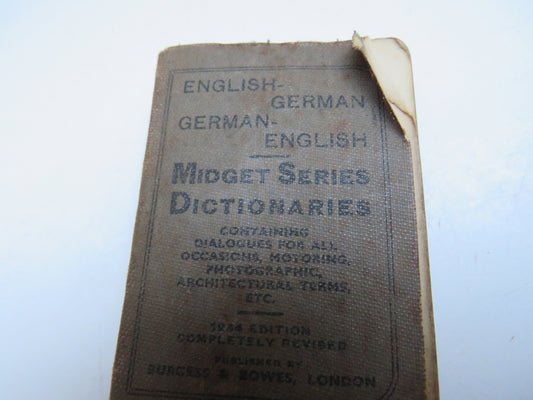 ENGLISH-
GERMAN
GERMAN-
ENGLISH
MIDGET SERIES
DICTIONARIES
CONTAINING
DIALOGUES FOR ALL
OCCASIONS, MOTORING,
PHOTOGRAPHIC,
ARCHITECTURAL TERMS,
ETC.
EDITION
COMPLETELY REVISED
PUBLISHED BY
BURGESS & BOWES, LONDON